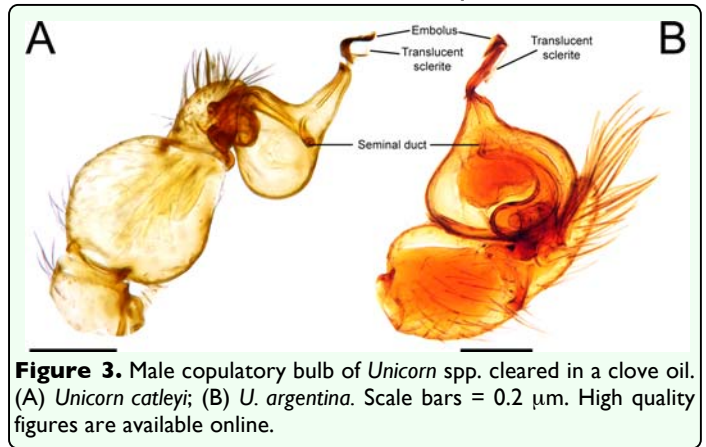 A
B
Embolus
Translucent
sclerite
Translucent
sclerite
Seminal duct
Figure 3. Male copulatory bulb of Unicorn spp. cleared in a clove oil.
(A) Unicorn catleyi; (B) U. argentina. Scale bars = 0.2 μm. High quality
figures are available online.